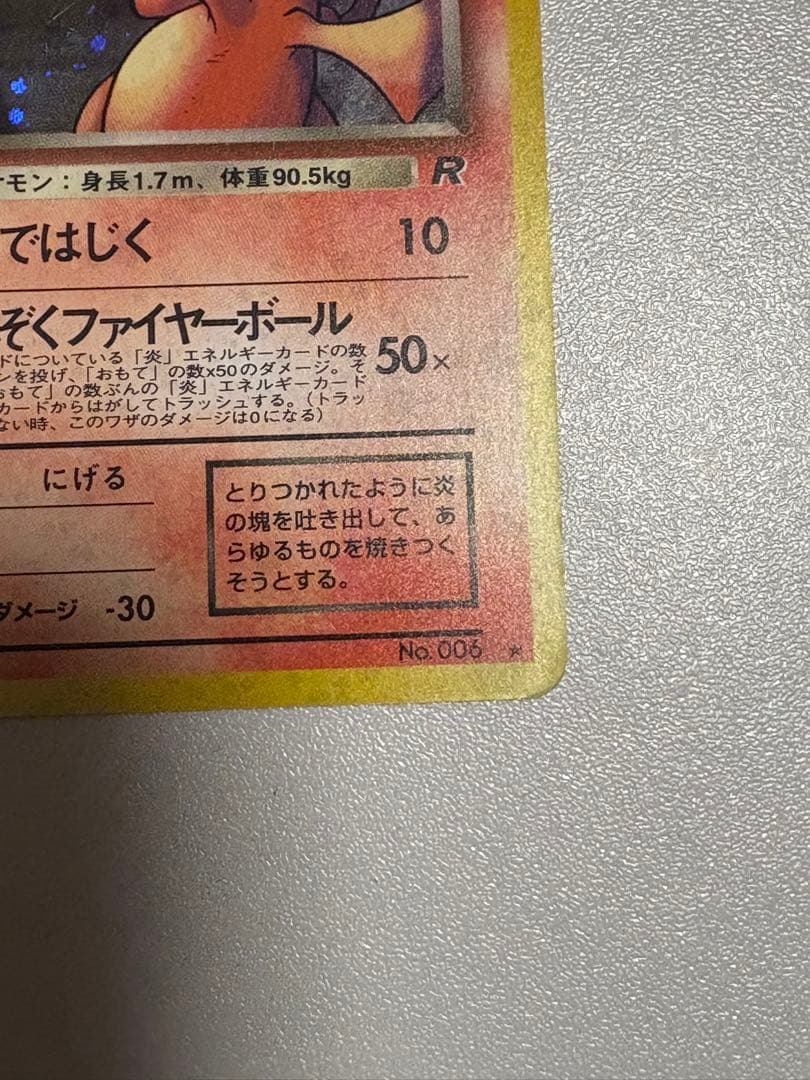 モン：身長1.7m、体重90.5kg R
ではじく 10
ぞくファイヤーボール
ドについている「炎」エネルギーカードの数
ンを投げ、「おもて」の数x50のダメージ。そ
おもて」の数ぶんの「炎」エネルギーカード
カードからはがしてトラッシュする。（トラッ
ない時、このワザのダメージは0になる）
50×
にげる
とりつかれたように炎
の塊を吐き出して、あ
らゆるものを焼きつく
そうとする。
ダメージ -30
No.006 ★